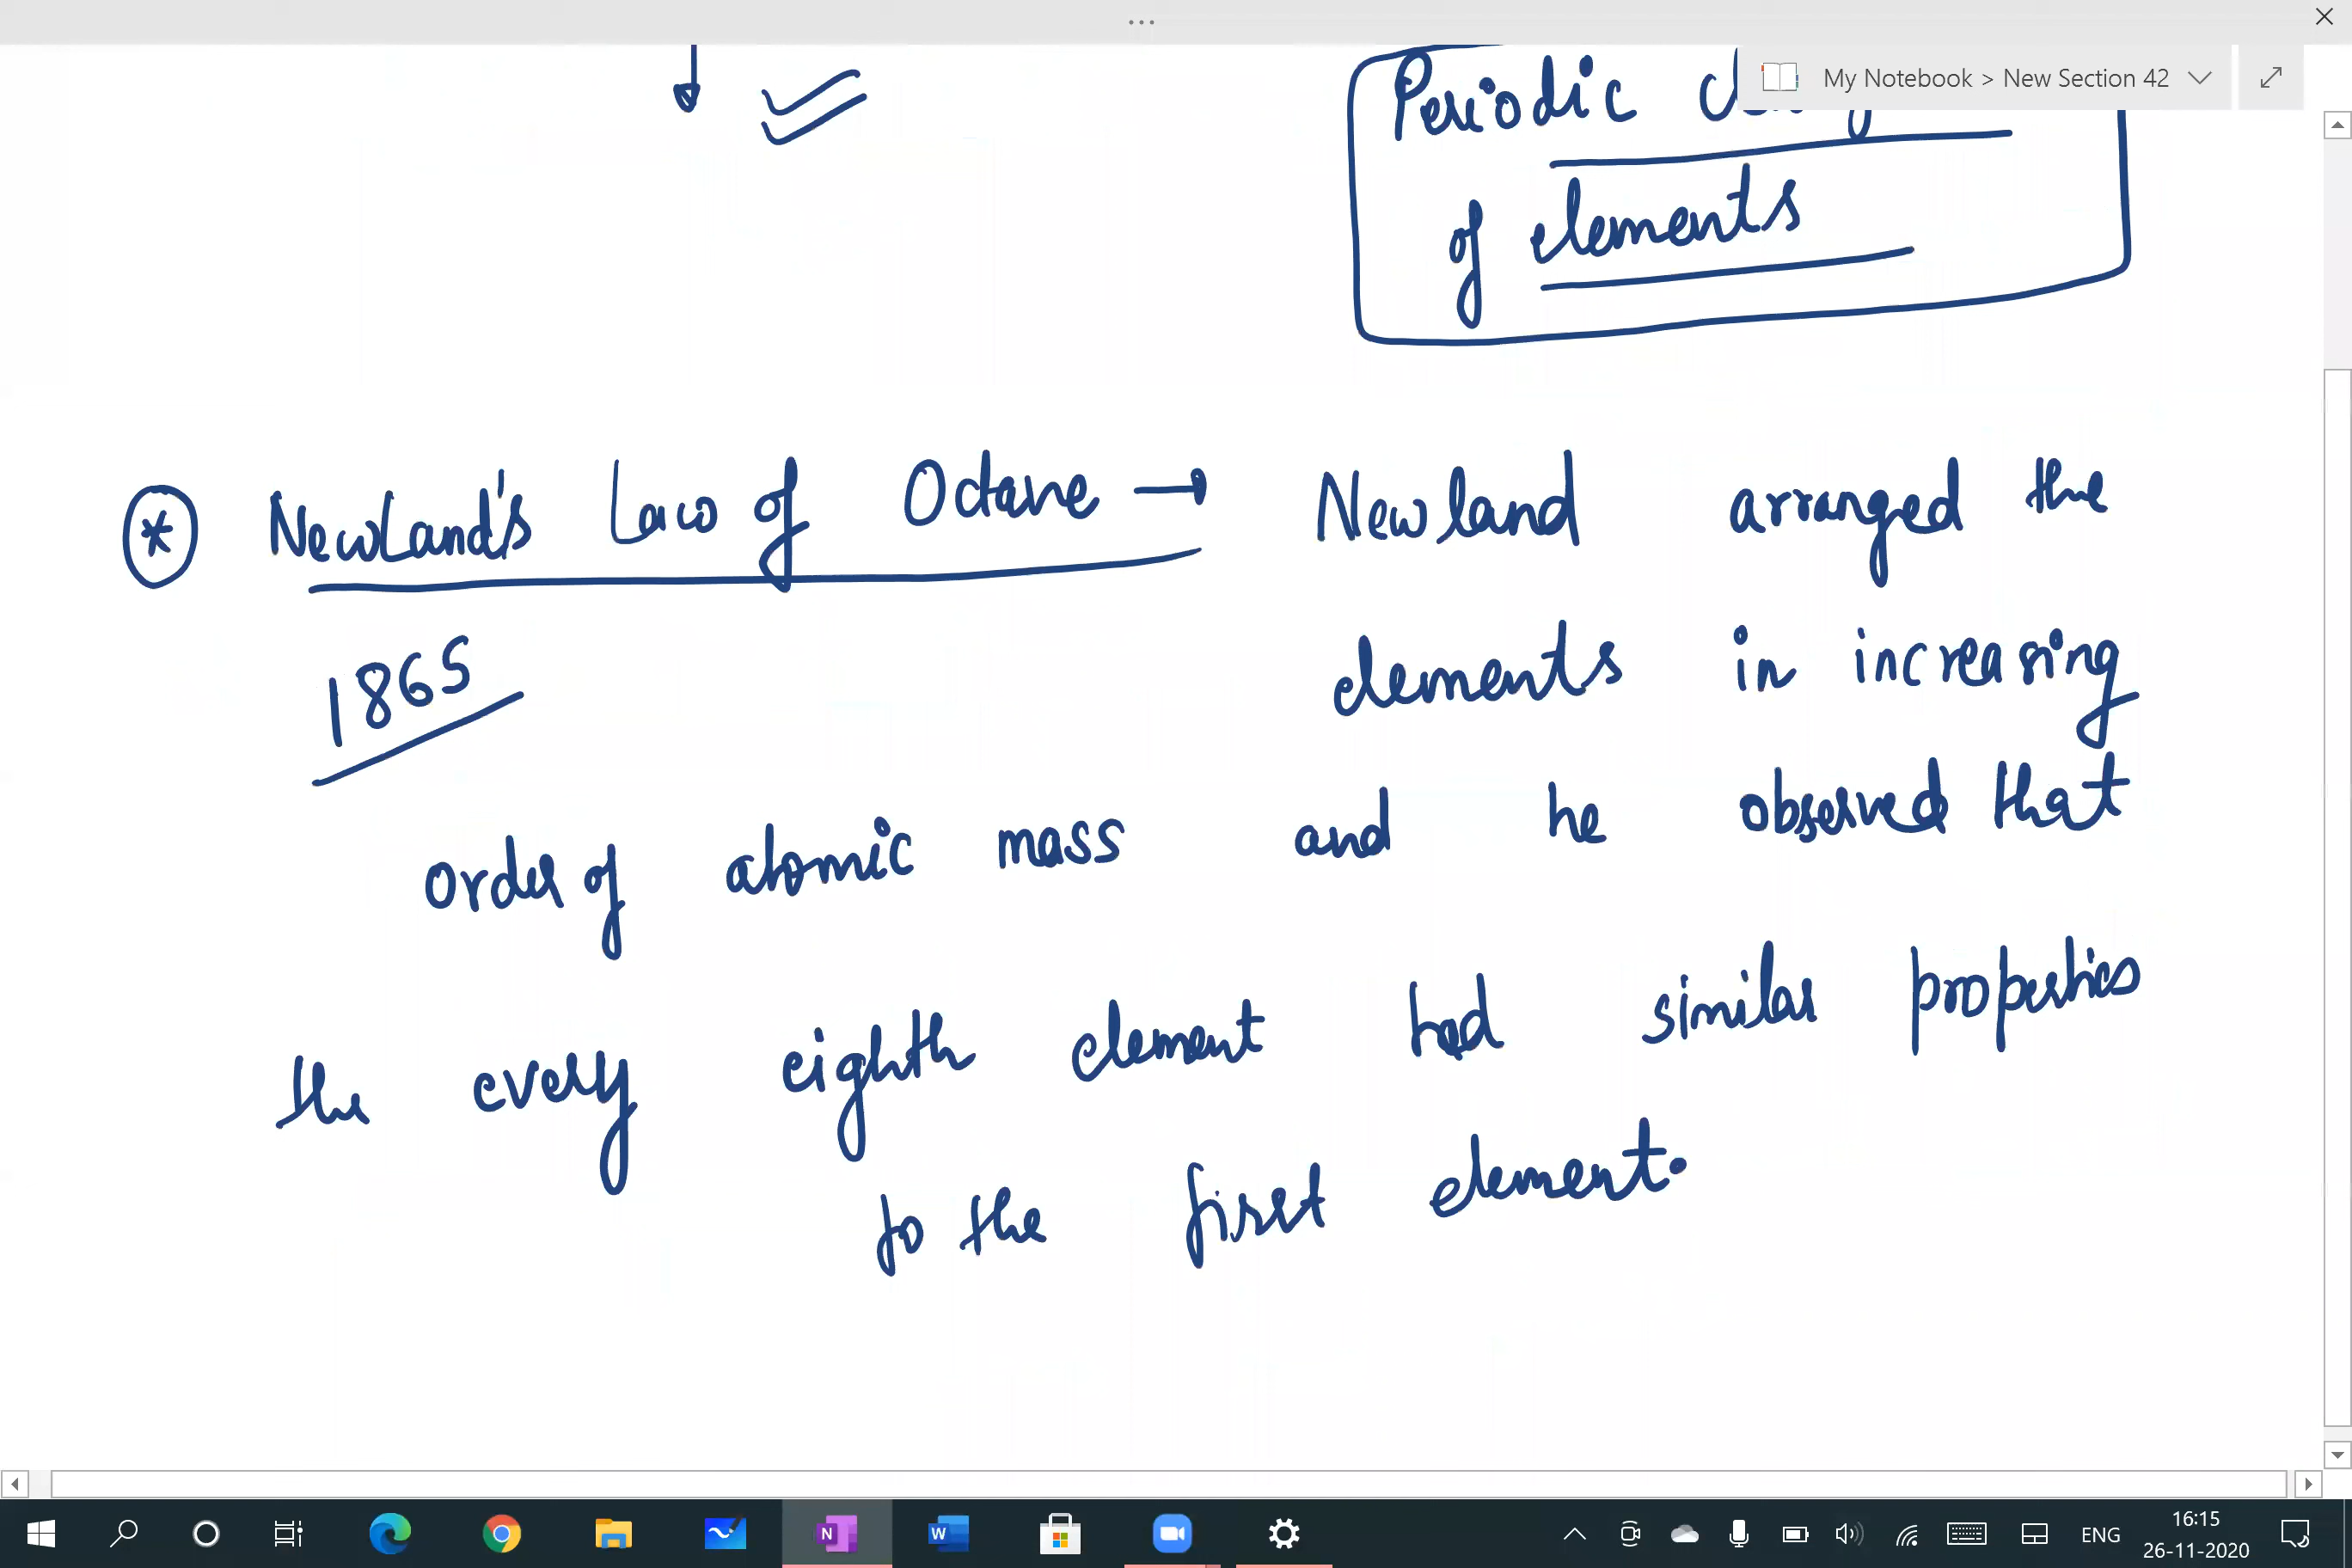 ...
My Notebook > New Section 42
Periodic
of elements
* NewLand's Law of Octane → Newland arranged the
1865
elements in increasing
order of atomic mass and he observed that
the every eighth element had similar properties
to the first element.
N
W
ENG
16:15
26-11-2020